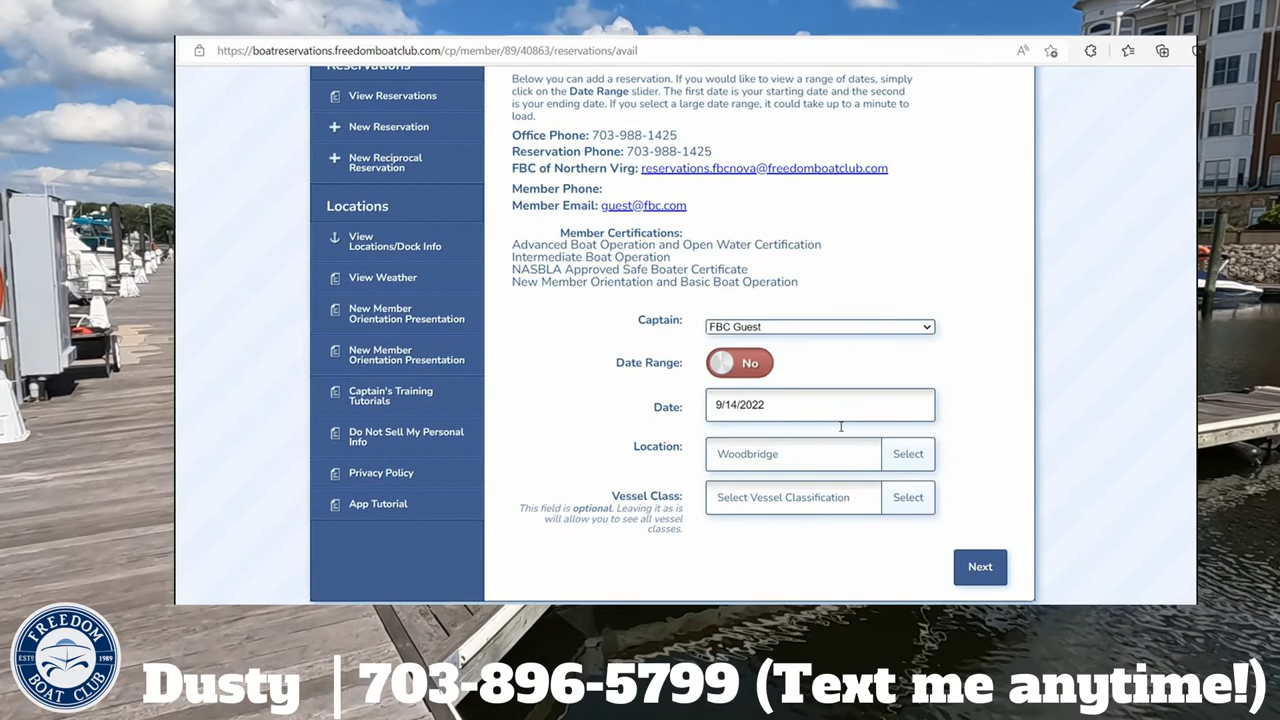 https://boatreservations.freedomboatclub.com/cp/member/89/40863/reservations/avail
Reservations
View Reservations
New Reservation
New Reciprocal
Reservation
Locations
View
Locations/Dock Info
View Weather
New Member
Orientation Presentation
New Member
Orientation Presentation
Captain's Training
Tutorials
Do Not Sell My Personal
Info
Privacy Policy
App Tutorial
Below you can add a reservation. If you would like to view a range of dates, simply
click on the Date Range slider. The first date is your starting date and the second
is your ending date. If you select a large date range, it could take up to a minute to
load.
Office Phone: 703-988-1425
Reservation Phone: 703-988-1425
FBC of Northern Virg: reservations.fbcnova@freedomboatclub.com
Member Phone:
Member Email: guest@fbc.com
Member Certifications:
Advanced Boat Operation and Open Water Certification
Intermediate Boat Operation
NASBLA Approved Safe Boater Certificate
New Member Orientation and Basic Boat Operation
Captain: FBC Guest
Date Range: No
Date: 9/14/2022
Location: Woodbridge Select
Vessel Class: Select Vessel Classification Select
This field is optional. Leaving it as is
will allow you to see all vessel
classes.
Next
FREEDOM
ESTD 1989
BOAT CLUB
Dusty | 703-896-5799 (Text me anytime!)